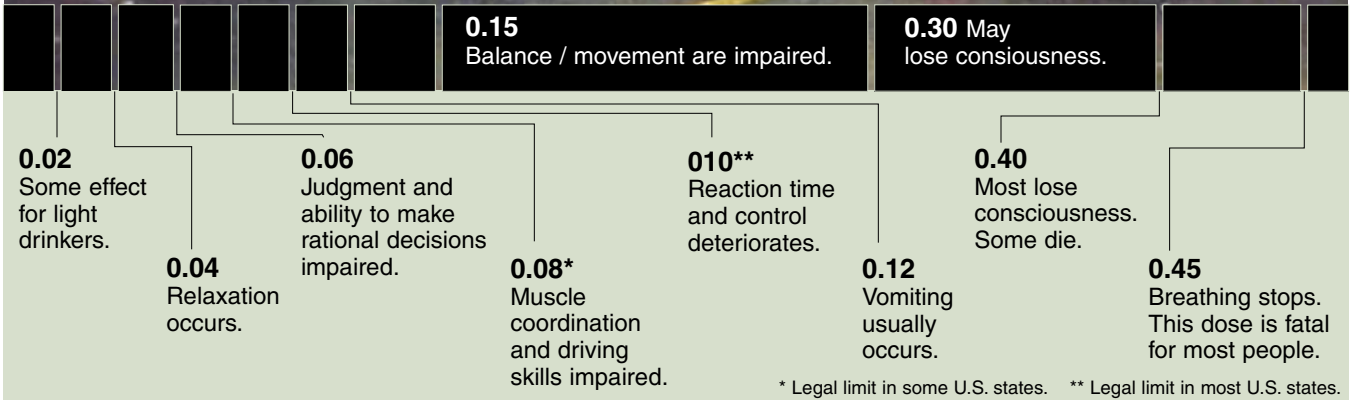 0.15
Balance / movement are impaired.
0.30 May
lose consiousness.
0.02
Some effect
for light
drinkers.
0.04
Relaxation
occurs.
0.06
Judgment and
ability to make
rational decisions
impaired.
0.08*
Muscle
coordination
and driving
skills impaired.
010**
Reaction time
and control
deteriorates.
0.12
Vomiting
usually
occurs.
0.40
Most lose
consciousness.
Some die.
0.45
Breathing stops.
This dose is fatal
for most people.
* Legal limit in some U.S. states. ** Legal limit in most U.S. states.